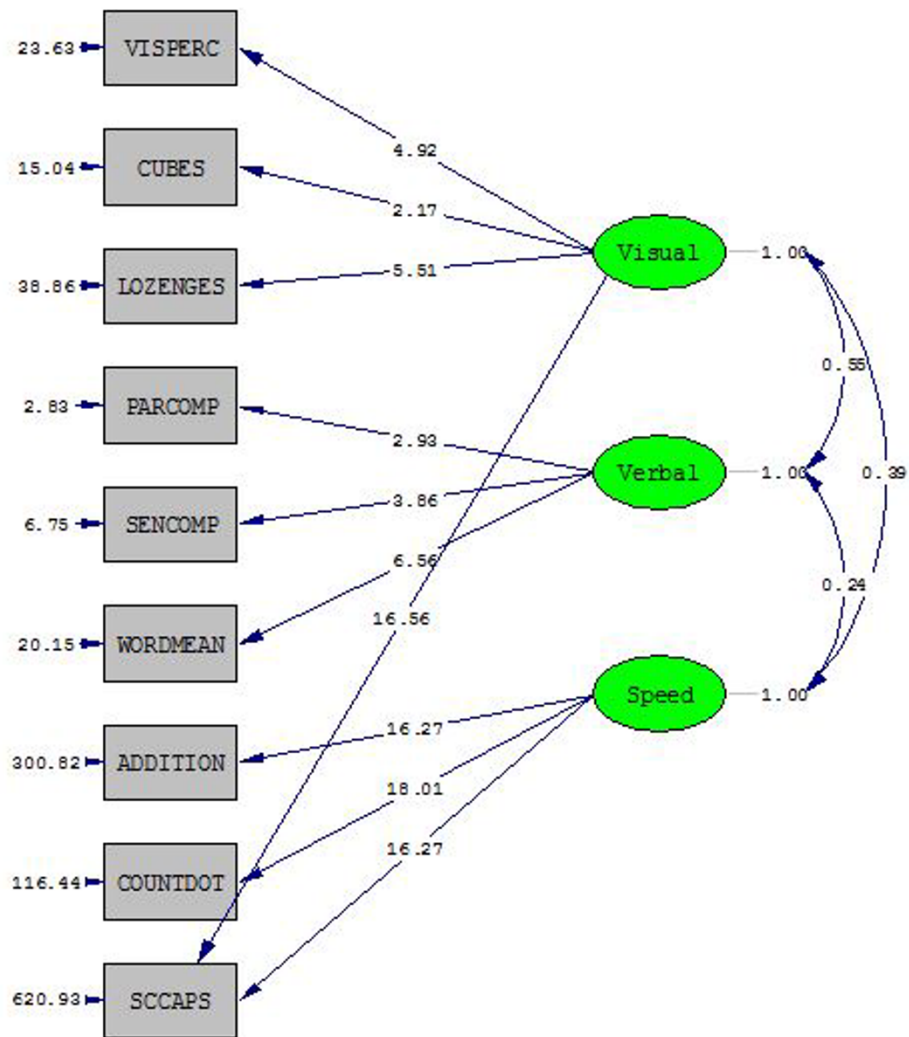 23.63 VISPERC
4.92
15.04 CUBES
2.17
Visual 1.00
5.51
38.86 LOZENGES
0.55
2.83 PARCOMP
2.93
Verbal 1.00
0.39
3.86
6.75 SENCOMP
6.56
0.24
16.56
20.15 WORDMEAN
Speed 1.00
16.27
300.82 ADDITION
18.01
16.27
116.44 COUNTDOT
620.93 SCCAPS